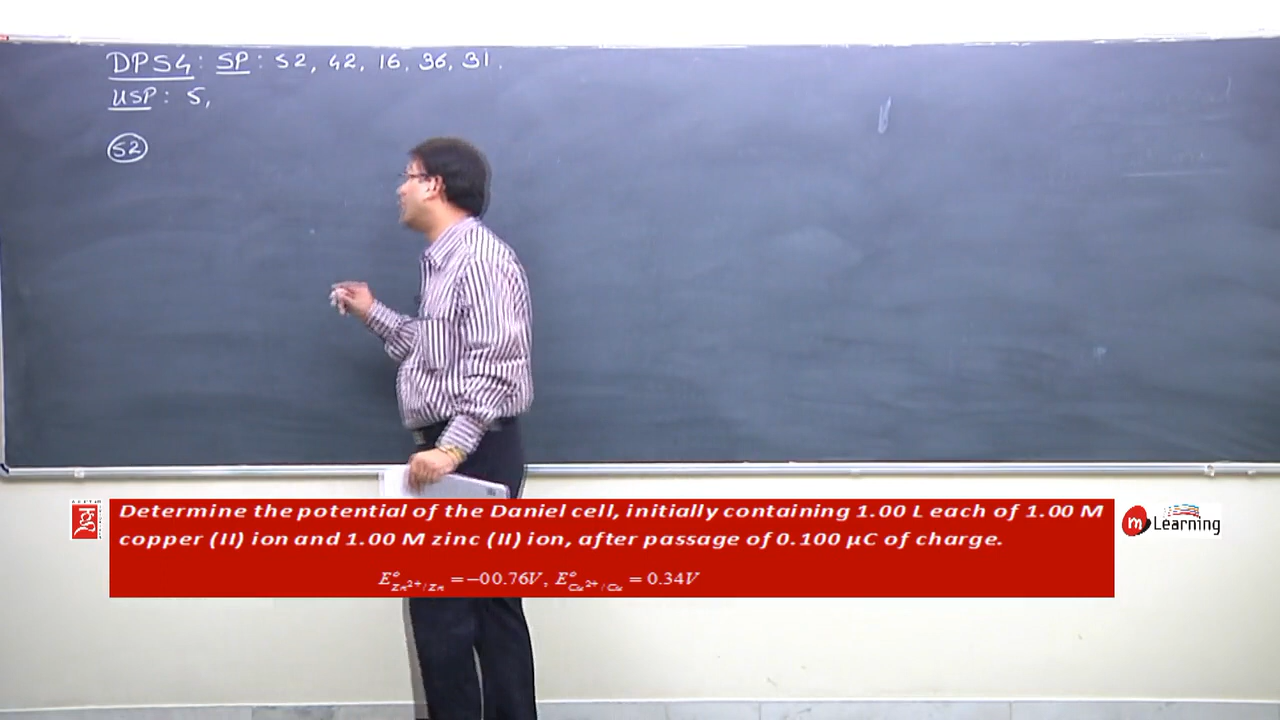 DPS4: SP: 52, 42, 16, 36, 31.
USP: 5,
52
Determine the potential of the Daniel cell, initially containing 1.00 L each of 1.00 M
copper (II) ion and 1.00 M zinc (II) ion, after passage of 0.100 μC of charge.
E°Zn²⁺/Zn = −00.76V, E°Cu²⁺/Cu = 0.34V
m Learning